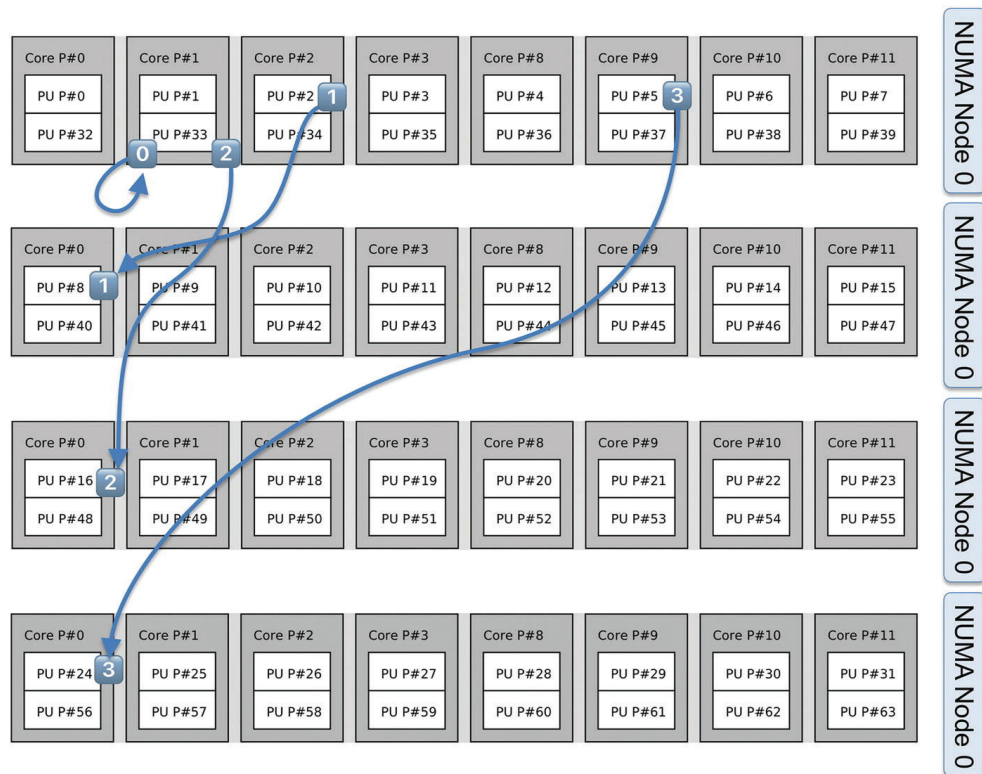 Core P#0 Core P#1 Core P#2 Core P#3 Core P#8 Core P#9 Core P#10 Core P#11
PU P#0 PU P#1 PU P#2 1 PU P#3 PU P#4 PU P#5 3 PU P#6 PU P#7
PU P#32 PU P#33 PU P#34 PU P#35 PU P#36 PU P#37 PU P#38 PU P#39
0 2
NUMA Node 0
Core P#0 Core P#1 Core P#2 Core P#3 Core P#8 Core P#9 Core P#10 Core P#11
PU P#8 1 PU P#9 PU P#10 PU P#11 PU P#12 PU P#13 PU P#14 PU P#15
PU P#40 PU P#41 PU P#42 PU P#43 PU P#44 PU P#45 PU P#46 PU P#47
NUMA Node 0
Core P#0 Core P#1 Core P#2 Core P#3 Core P#8 Core P#9 Core P#10 Core P#11
PU P#16 2 PU P#17 PU P#18 PU P#19 PU P#20 PU P#21 PU P#22 PU P#23
PU P#48 PU P#49 PU P#50 PU P#51 PU P#52 PU P#53 PU P#54 PU P#55
NUMA Node 0
Core P#0 Core P#1 Core P#2 Core P#3 Core P#8 Core P#9 Core P#10 Core P#11
PU P#24 3 PU P#25 PU P#26 PU P#27 PU P#28 PU P#29 PU P#30 PU P#31
PU P#56 PU P#57 PU P#58 PU P#59 PU P#60 PU P#61 PU P#62 PU P#63
NUMA Node 0